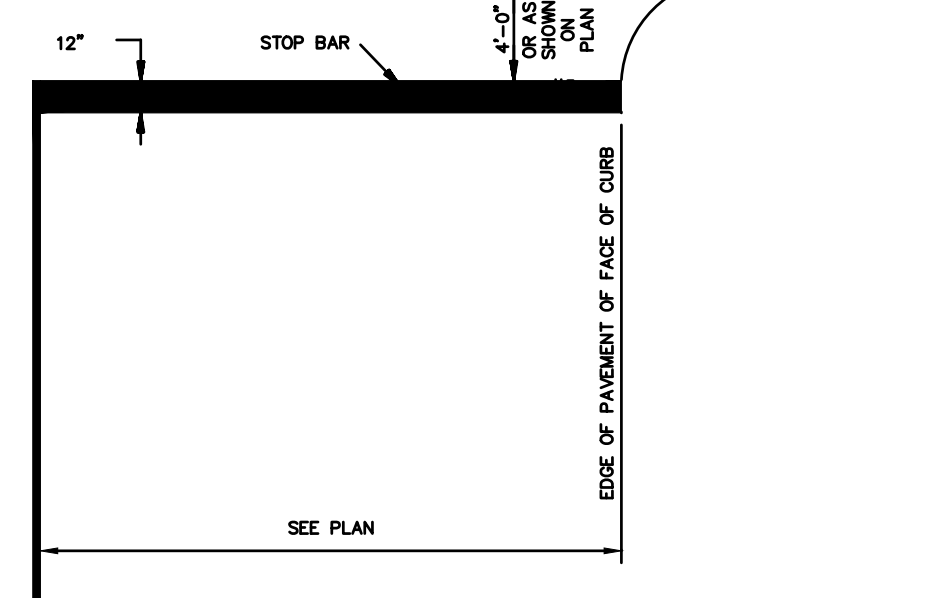 12"
STOP BAR
4'-0"
OR AS
SHOWN
ON
PLAN
EDGE OF PAVEMENT OF FACE OF CURB
SEE PLAN